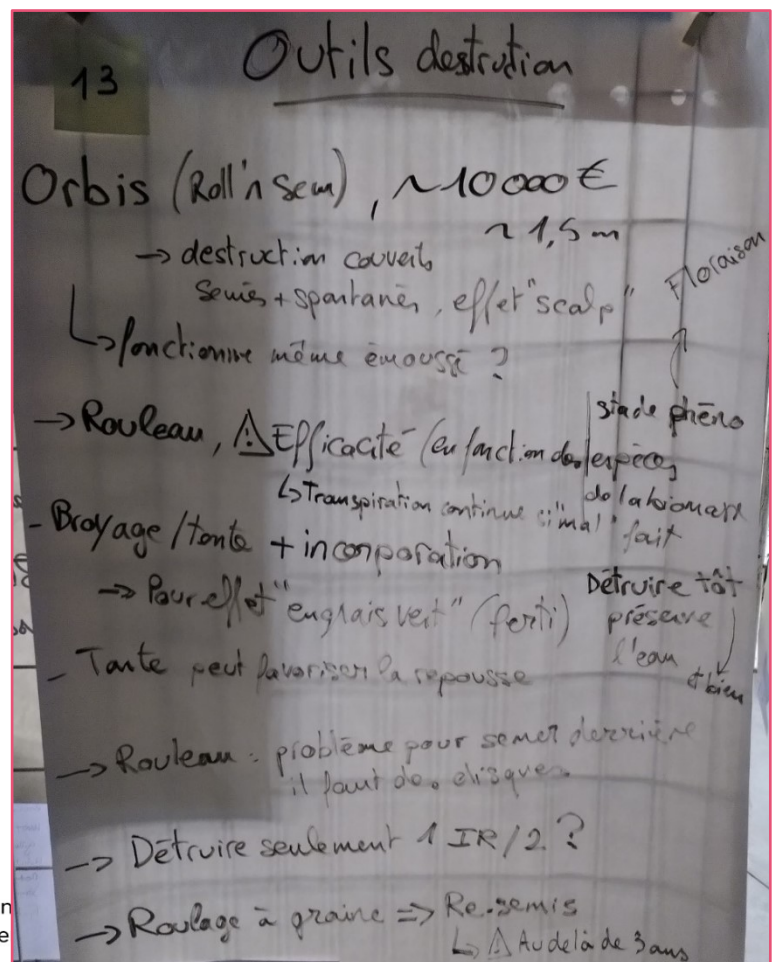 13
Outils destruction
Orbis (Roll'n Sem), ~10 000 €
~ 1,5 m
→ destruction couverts
semés + spontanés, effet "scalp"
Floraison
↳ fonctionne même émoussé ?
stade phéno
→ Rouleau, ⚠ Efficacité (en fonction des espèces
de la biomasse
↳ Transpiration continue si "mal" fait
- Broyage / tonte + incorporation
→ Pour effet "engrais vert" (ferti)
Détruire tôt
préserve
l'eau
et bien
- Tonte peut favoriser la repousse
→ Rouleau : problème pour semer derrière
il faut des disques
→ Détruire seulement 1 IR/2 ?
→ Roulage à graine => Re-semis
↳ ⚠ Au delà de 3 ans